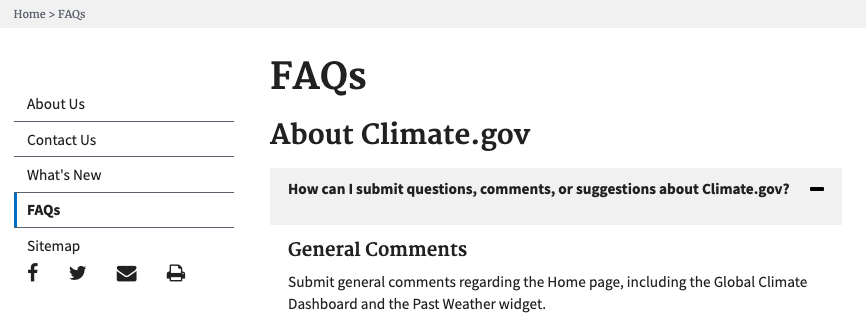 Home > FAQs
About Us
Contact Us
What's New
FAQs
Sitemap
FAQs
About Climate.gov
How can I submit questions, comments, or suggestions about Climate.gov?
General Comments
Submit general comments regarding the Home page, including the Global Climate
Dashboard and the Past Weather widget.